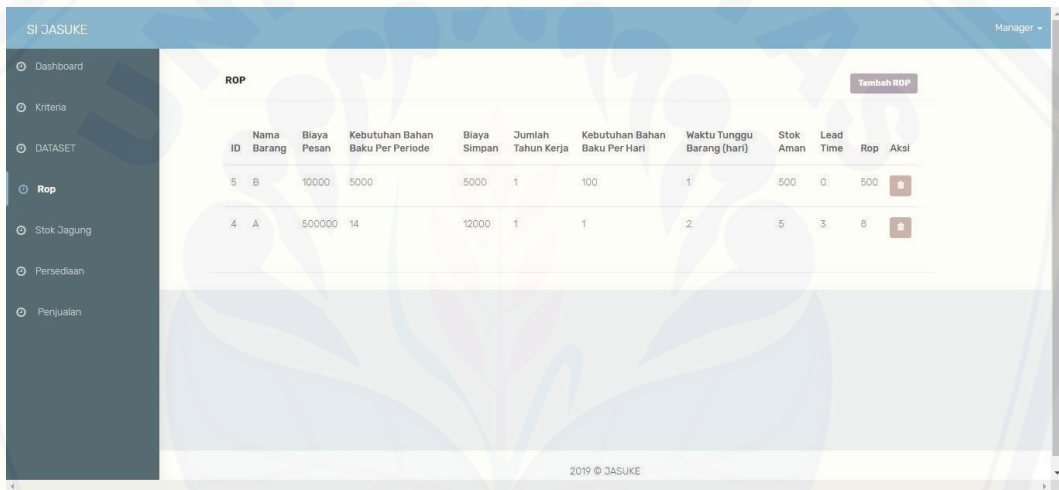 SI JASUKE
Manager
Dashboard
Kriteria
DATASET
Rop
Stok Jagung
Persediaan
Penjualan
ROP
Tambah ROP
ID Nama Barang Biaya Pesan Kebutuhan Bahan Baku Per Periode Biaya Simpan Jumlah Tahun Kerja Kebutuhan Bahan Baku Per Hari Waktu Tunggu Barang (hari) Stok Aman Lead Time Rop Aksi
5 B 10000 5000 5000 1 100 1 500 0 500
4 A 500000 14 12000 1 1 2 5 3 8
2019 © JASUKE